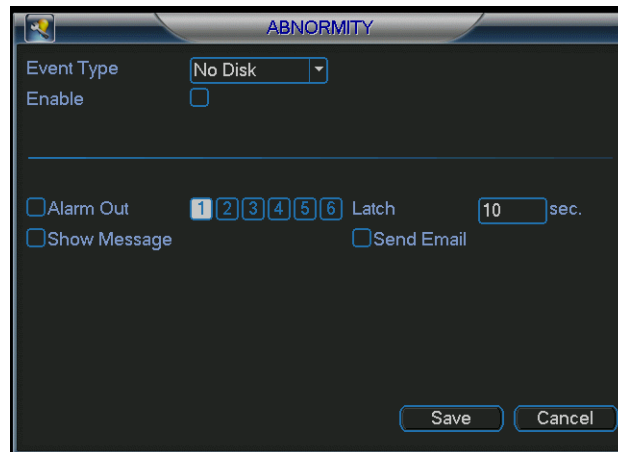 ABNORMITY
Event Type No Disk
Enable
Alarm Out 1 2 3 4 5 6 Latch 10 sec.
Show Message Send Email
Save Cancel